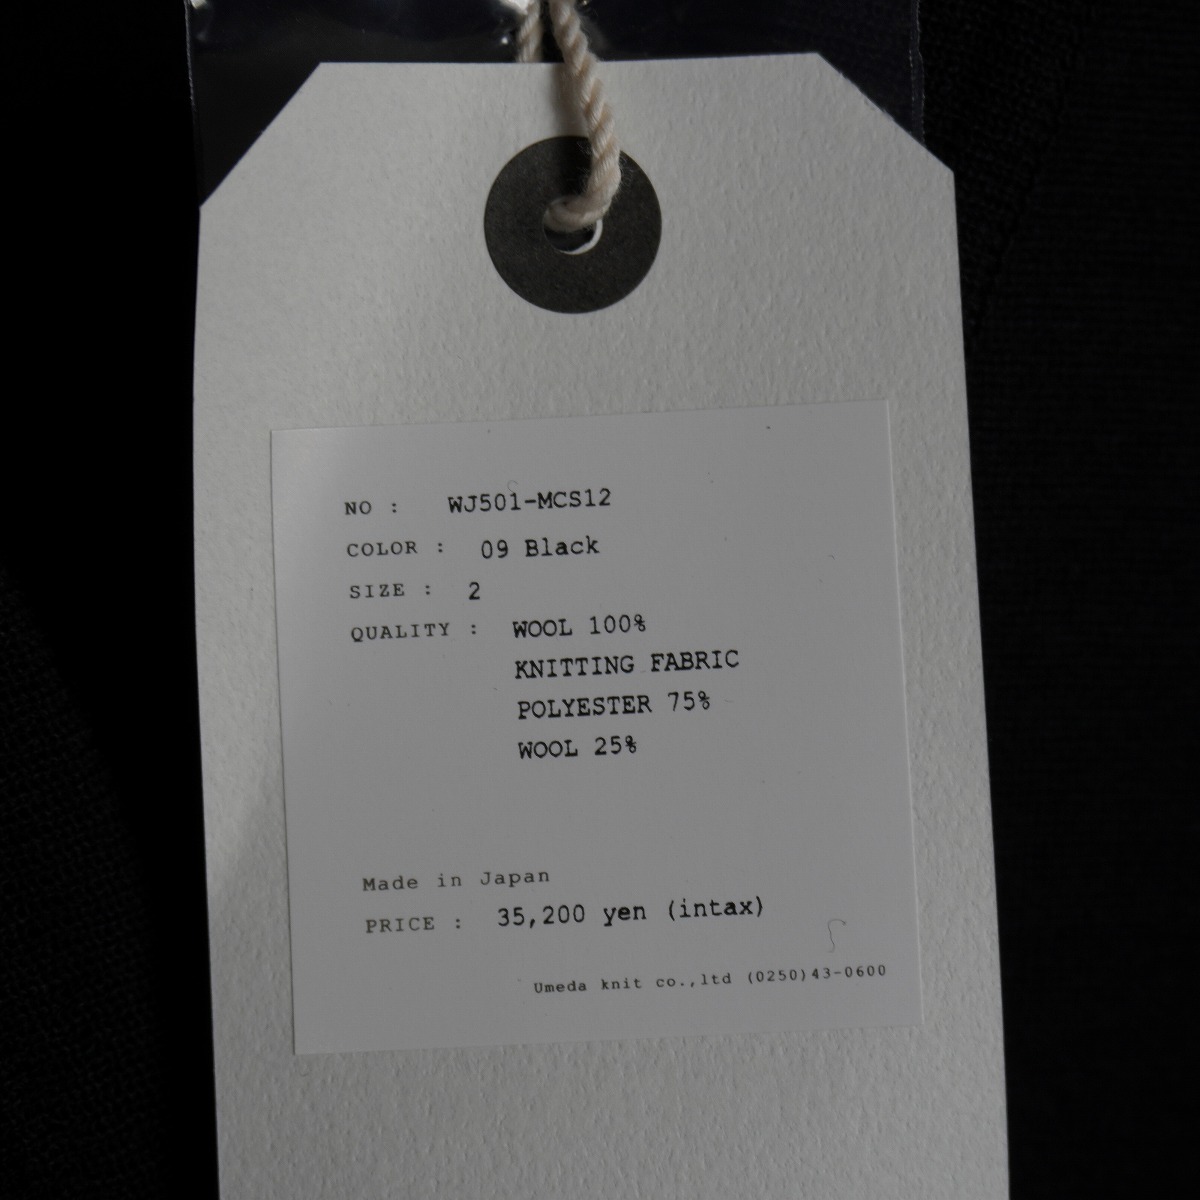 NO : WJ501-MCS12
COLOR : 09 Black
SIZE : 2
QUALITY : WOOL 100%
KNITTING FABRIC
POLYESTER 75%
WOOL 25%
Made in Japan
PRICE : 35,200 yen (intax)
Umeda knit co.,ltd (0250)43-0600